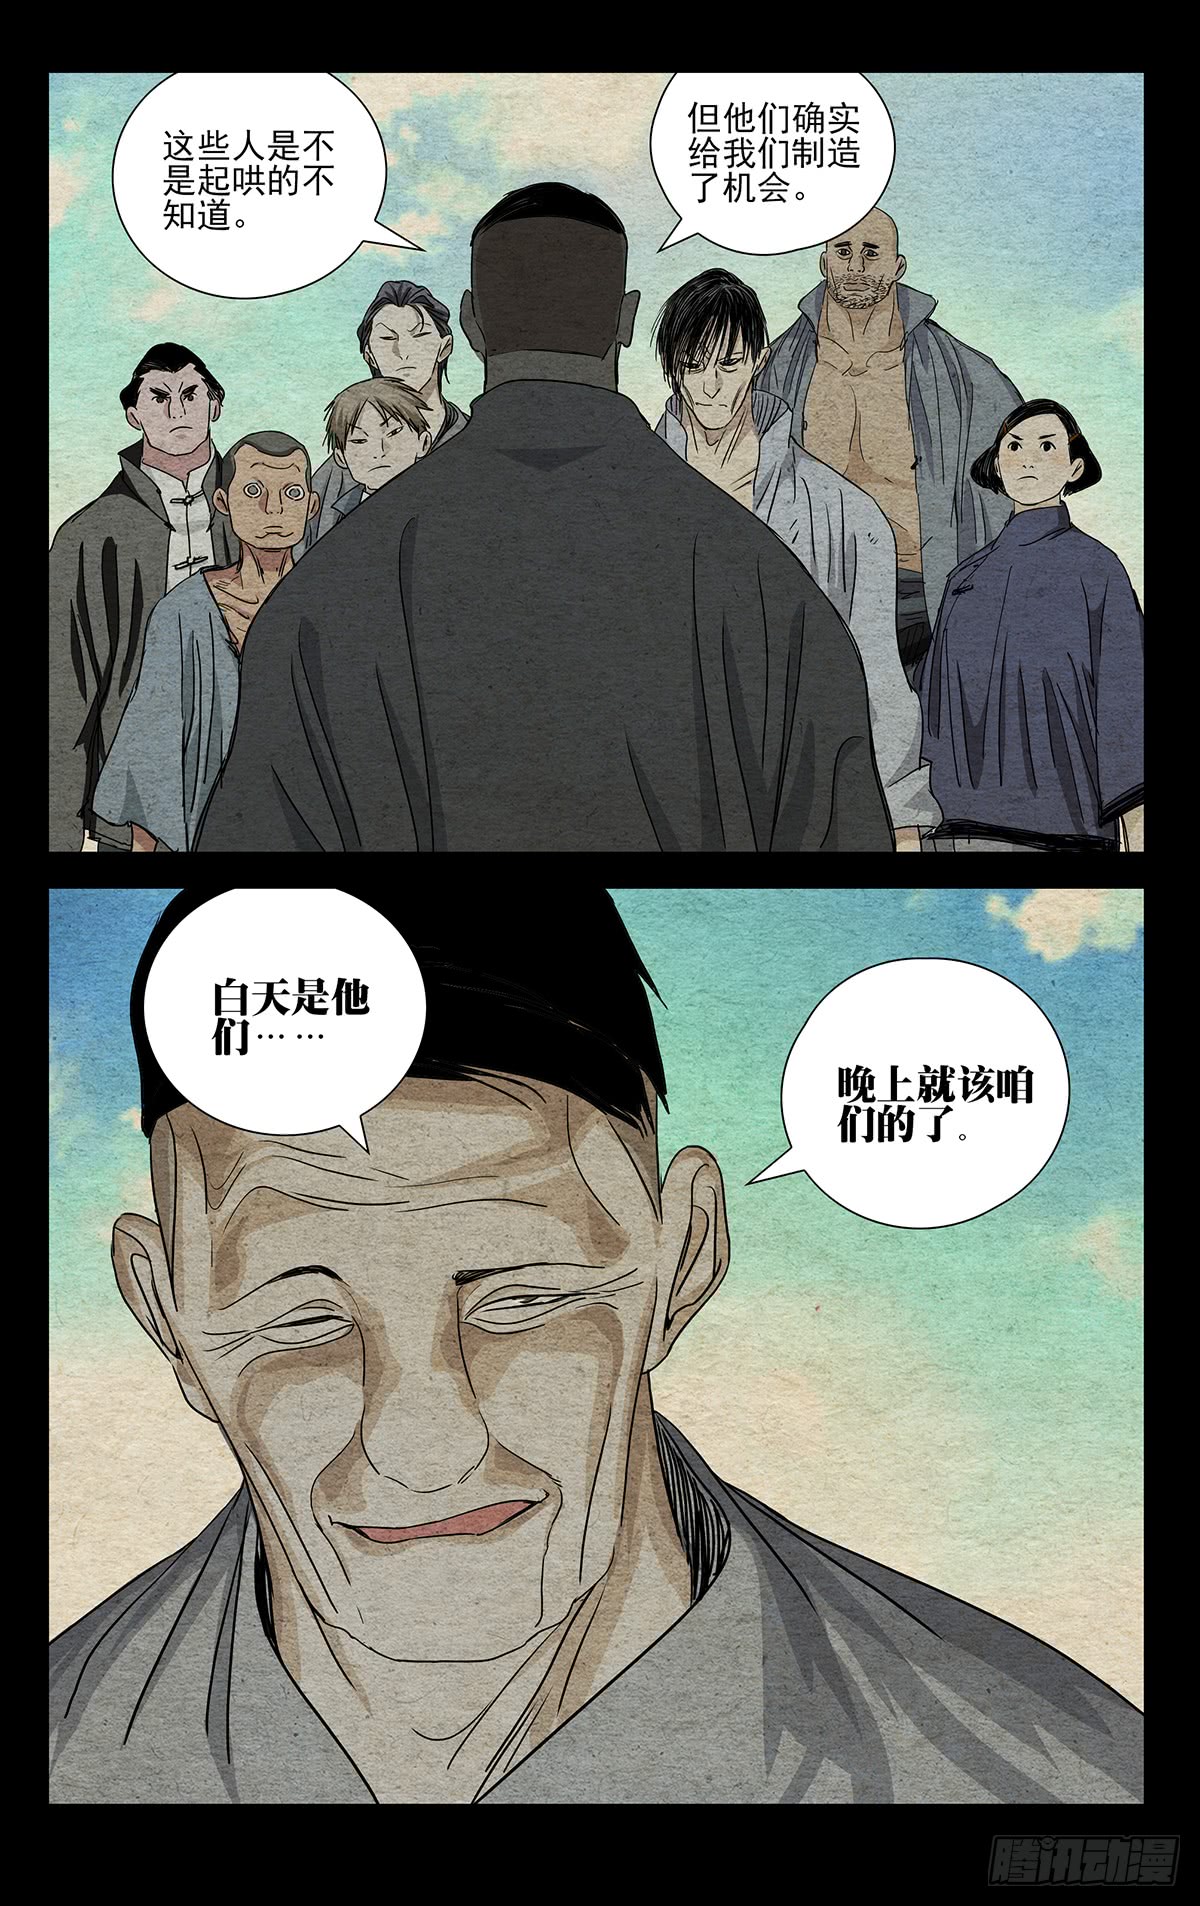 这些人是不
是起哄的不
知道。
但他们确实
给我们制造
了机会。
白天是他
们……
晚上就该咱
们的了。
腾讯动漫